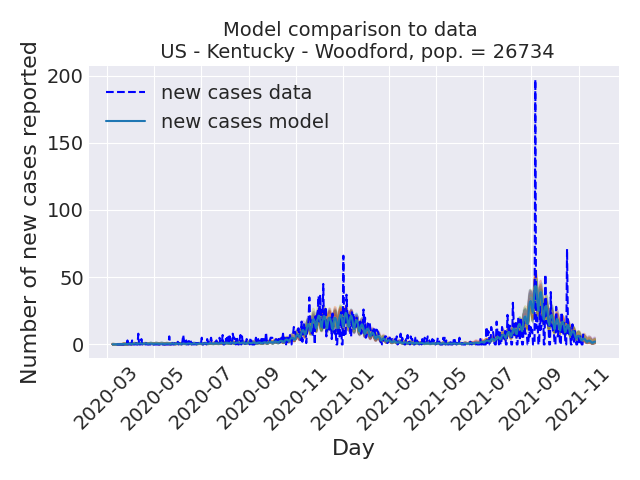 Model comparison to data
US - Kentucky - Woodford, pop. = 26734
Number of new cases reported
200
150
100
50
0
new cases data
new cases model
2020-03
2020-05
2020-07
2020-09
2020-11
2021-01
2021-03
2021-05
2021-07
2021-09
2021-11
Day